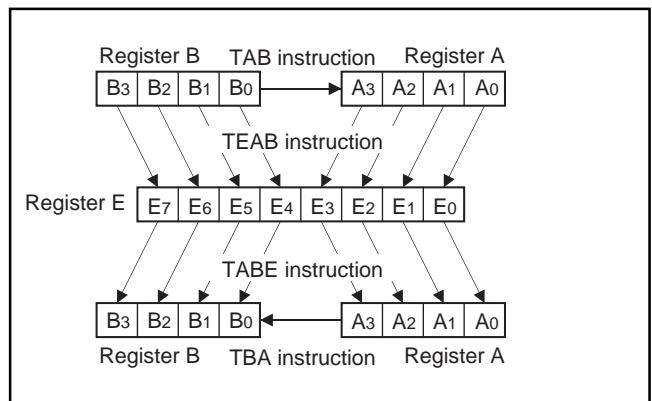 Register B TAB instruction Register A
B3 B2 B1 B0 A3 A2 A1 A0
TEAB instruction
Register E E7 E6 E5 E4 E3 E2 E1 E0
TABE instruction
B3 B2 B1 B0 A3 A2 A1 A0
Register B TBA instruction Register A